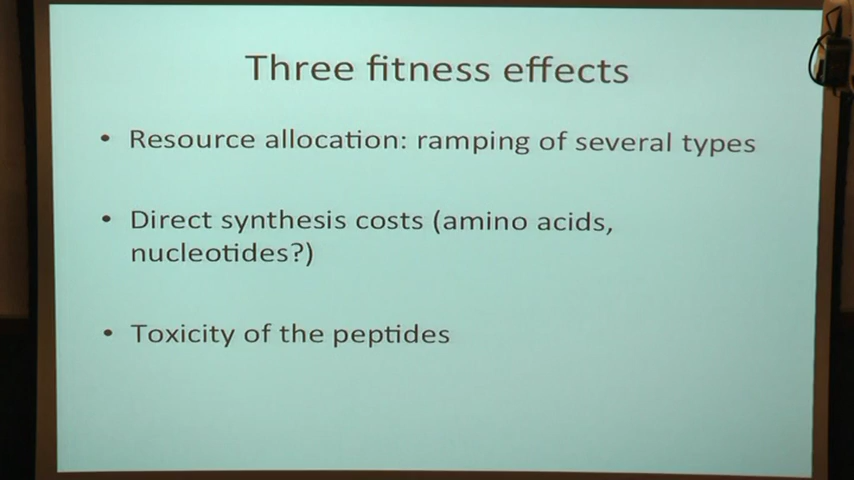 Three fitness effects
• Resource allocation: ramping of several types
• Direct synthesis costs (amino acids,
nucleotides?)
• Toxicity of the peptides